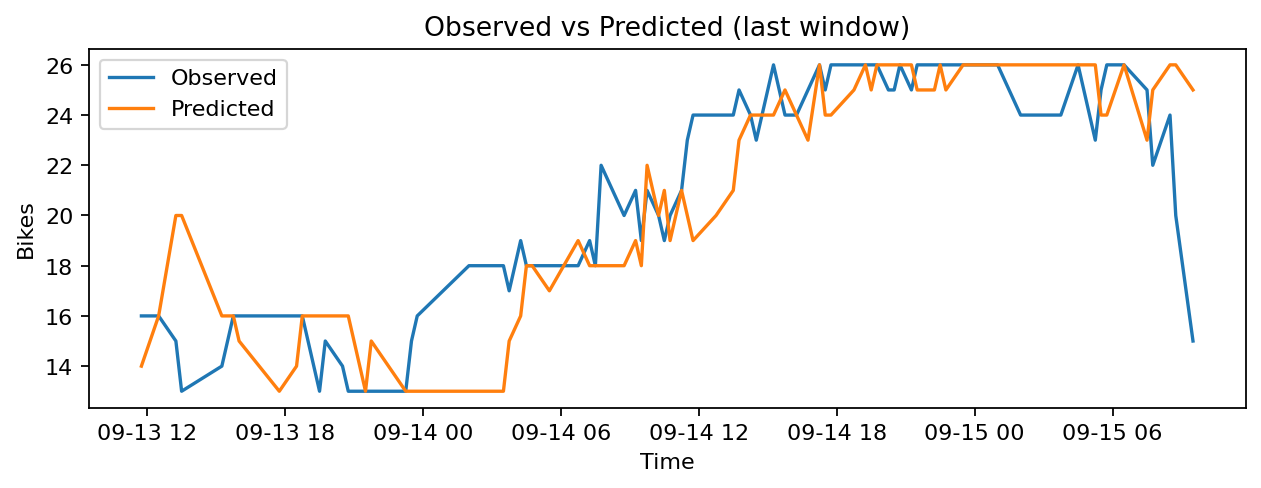 Observed vs Predicted (last window)
Observed
Predicted
26
24
22
20
18
16
14
Bikes
09-13 12 09-13 18 09-14 00 09-14 06 09-14 12 09-14 18 09-15 00 09-15 06
Time